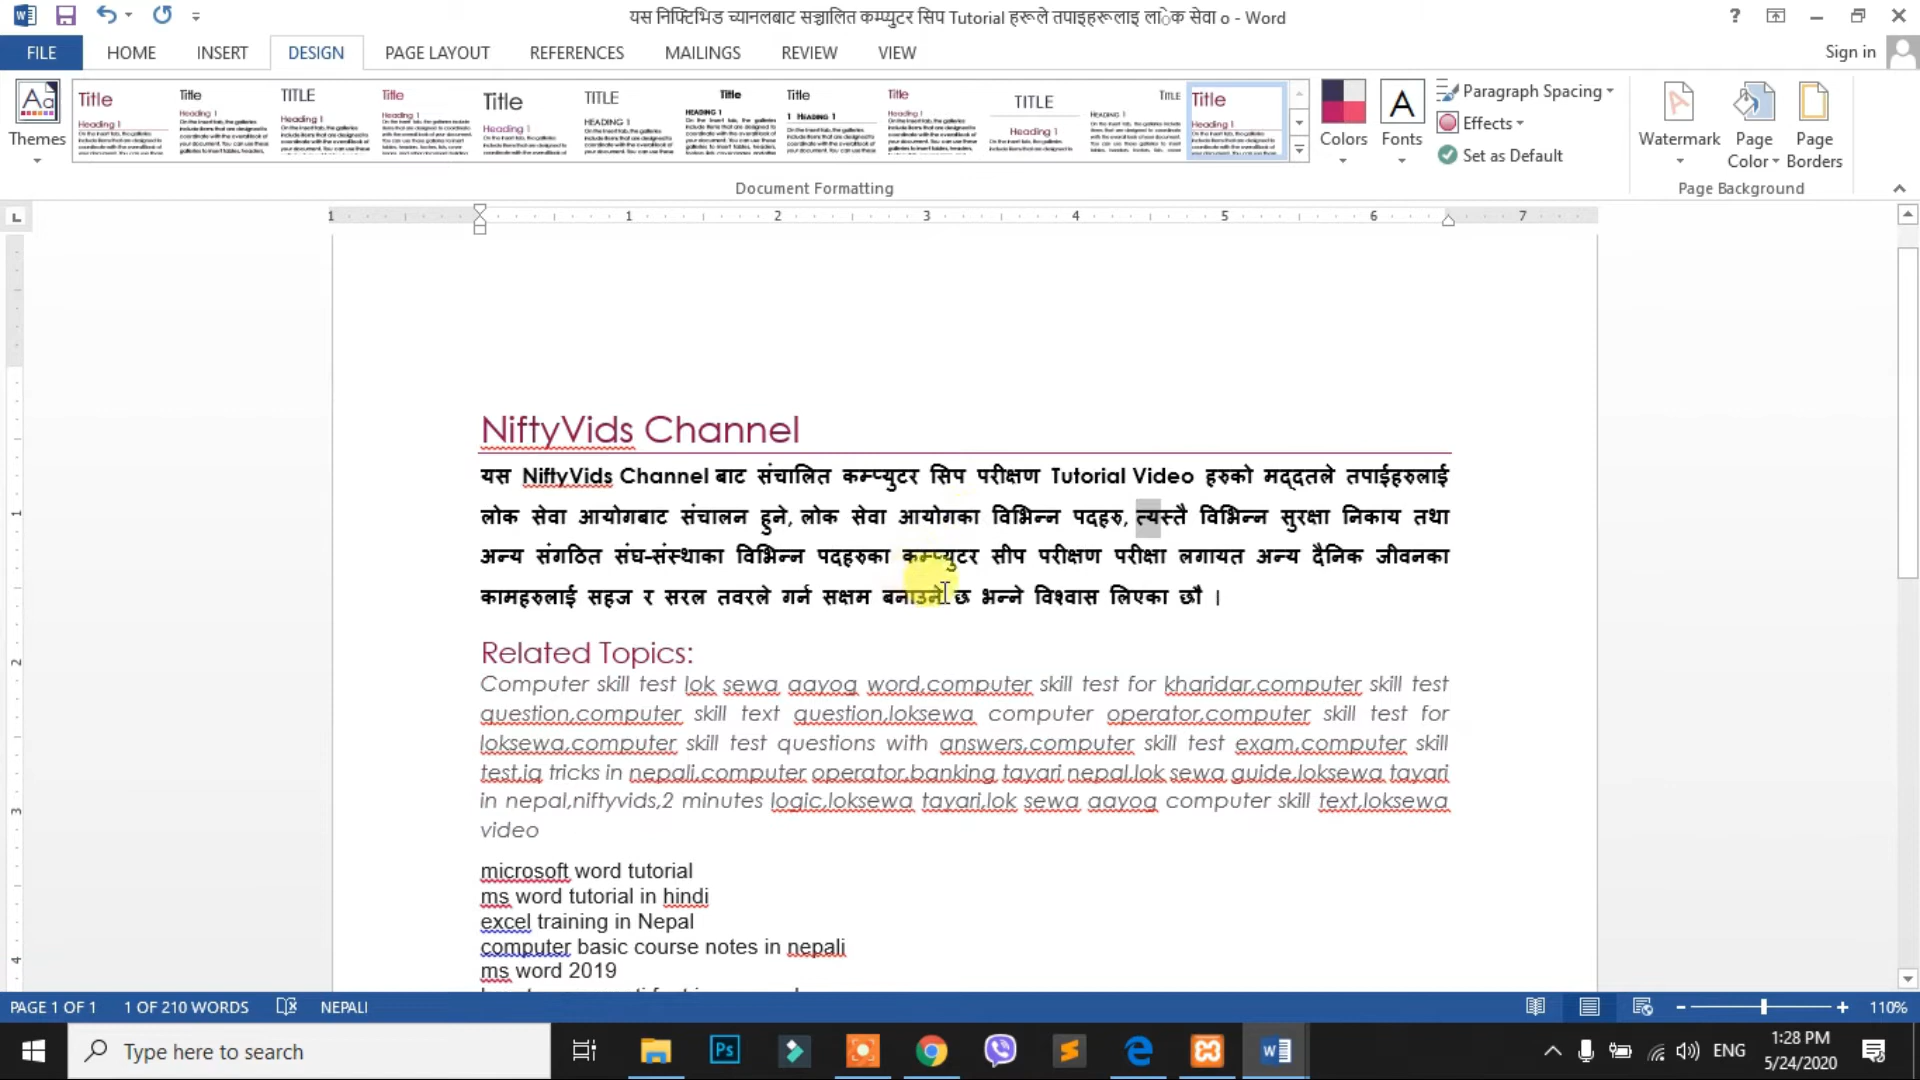 यस निफ्टिभिड च्यानलबाट सञ्चालित कम्प्युटर सिप Tutorial हरूले तपाइहरूलाइ लाेक सेवा o - Word
FILE HOME INSERT DESIGN PAGE LAYOUT REFERENCES MAILINGS REVIEW VIEW
Sign in
Themes
Colors
Fonts
Paragraph Spacing
Effects
Set as Default
Watermark
Page Color
Page Borders
Document Formatting
Page Background
NiftyVids Channel
यस NiftyVids Channel बाट संचालित कम्प्युटर सिप परीक्षण Tutorial Video हरुको मद्दतले तपाईहरुलाई
लोक सेवा आयोगबाट संचालन हुने, लोक सेवा आयोगका विभिन्न पदहरु, त्यस्तै विभिन्न सुरक्षा निकाय तथा
अन्य संगठित संघ-संस्थाका विभिन्न पदहरुका कम्प्युटर सीप परीक्षण परीक्षा लगायत अन्य दैनिक जीवनका
कामहरुलाई सहज र सरल तवरले गर्न सक्षम बनाउने छ भन्ने विश्वास लिएका छौ |
Related Topics:
Computer skill test lok sewa aayog word,computer skill test for kharidar,computer skill test
question,computer skill text question,loksewa computer operator,computer skill test for
loksewa,computer skill test questions with answers,computer skill test exam,computer skill
test,iq tricks in nepali,computer operator,banking tayari nepal,lok sewa guide,loksewa tayari
in nepal,niftyvids,2 minutes logic,loksewa tayari,lok sewa aayog computer skill text,loksewa
video
microsoft word tutorial
ms word tutorial in hindi
excel training in Nepal
computer basic course notes in nepali
ms word 2019
PAGE 1 OF 1 1 OF 210 WORDS NEPALI
110%
Type here to search
ENG
1:28 PM
5/24/2020